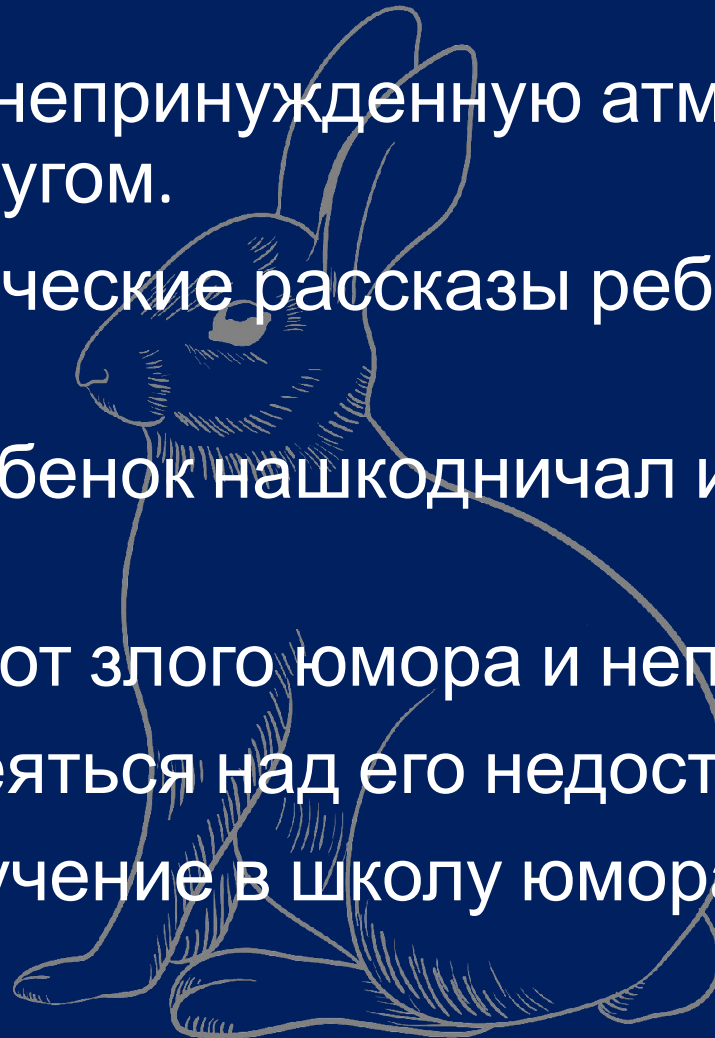 непринужденную атм
угом.
ческие рассказы реб
бенок нашкодничал и
от злого юмора и неп
еяться над его недост
учение в школу юмора